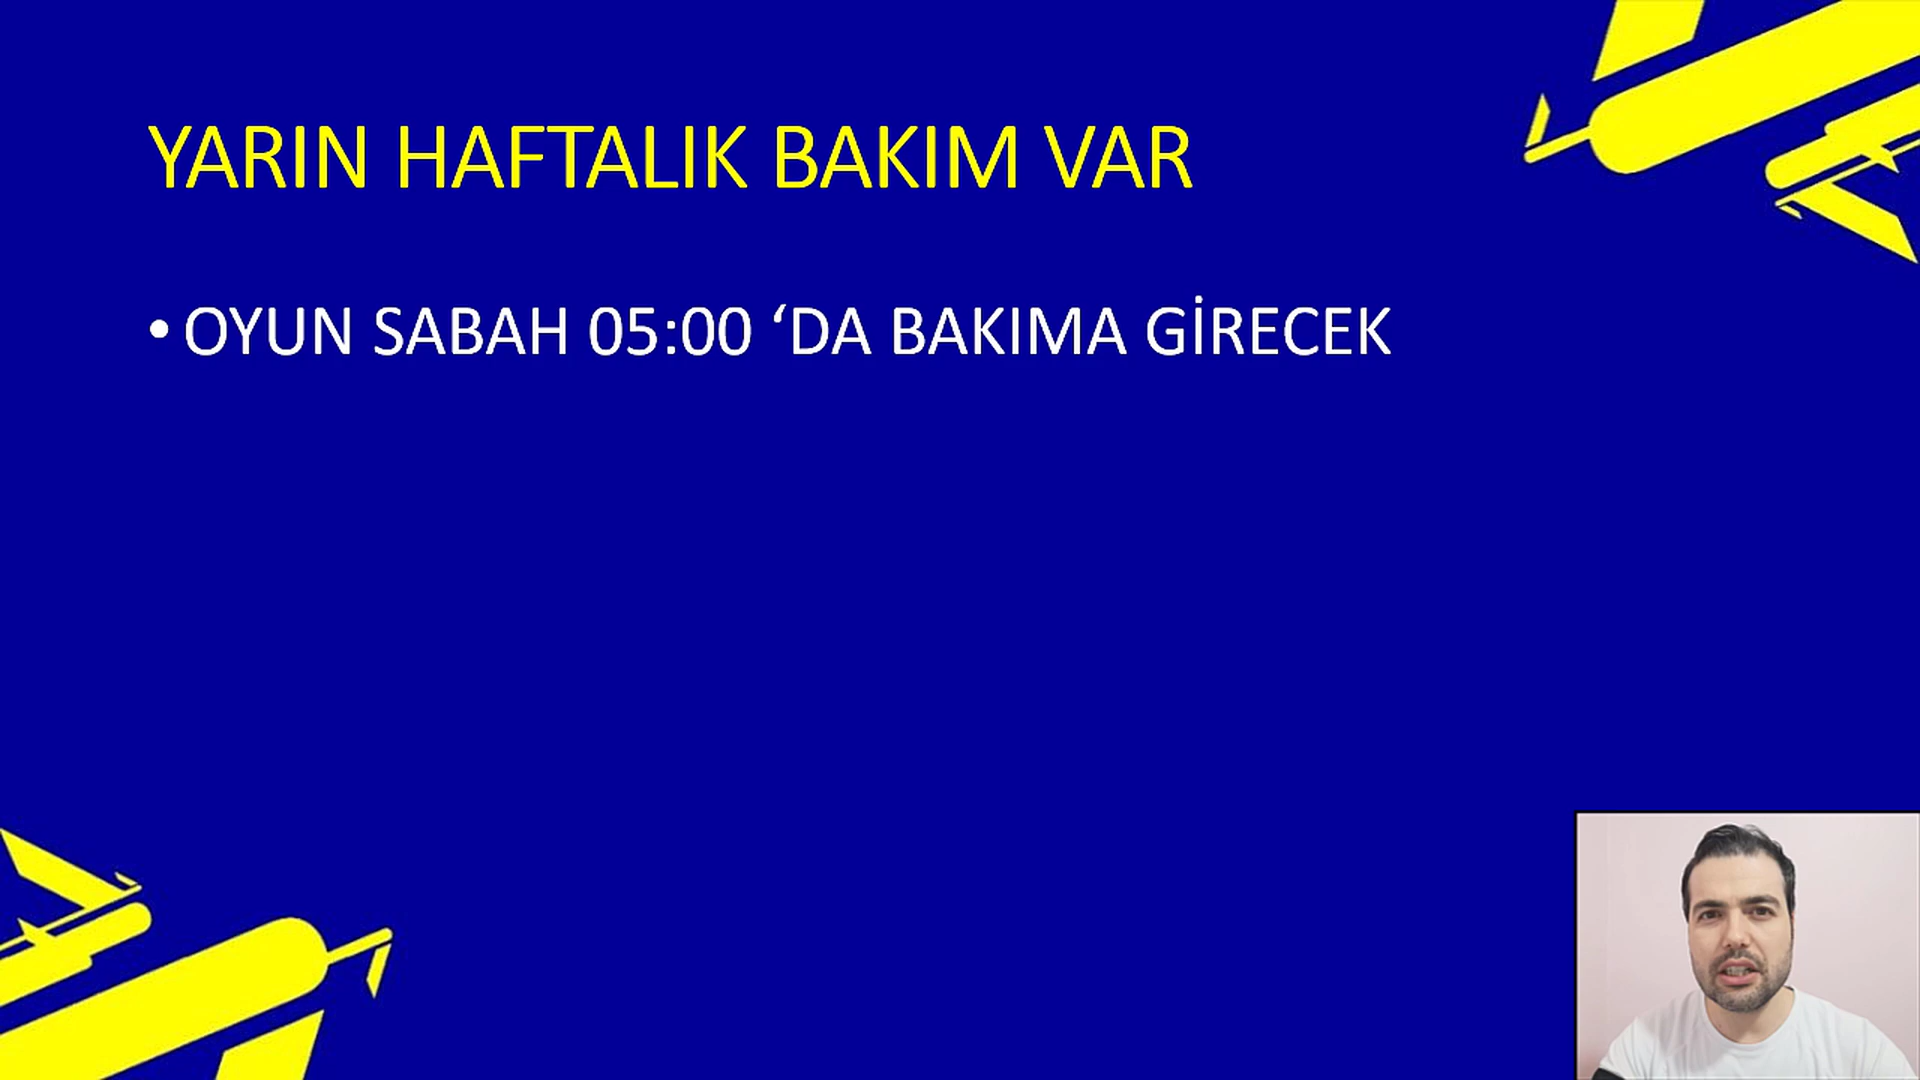 YARIN HAFTALIK BAKIM VAR
• OYUN SABAH 05:00 ‘DA BAKIMA GİRECEK